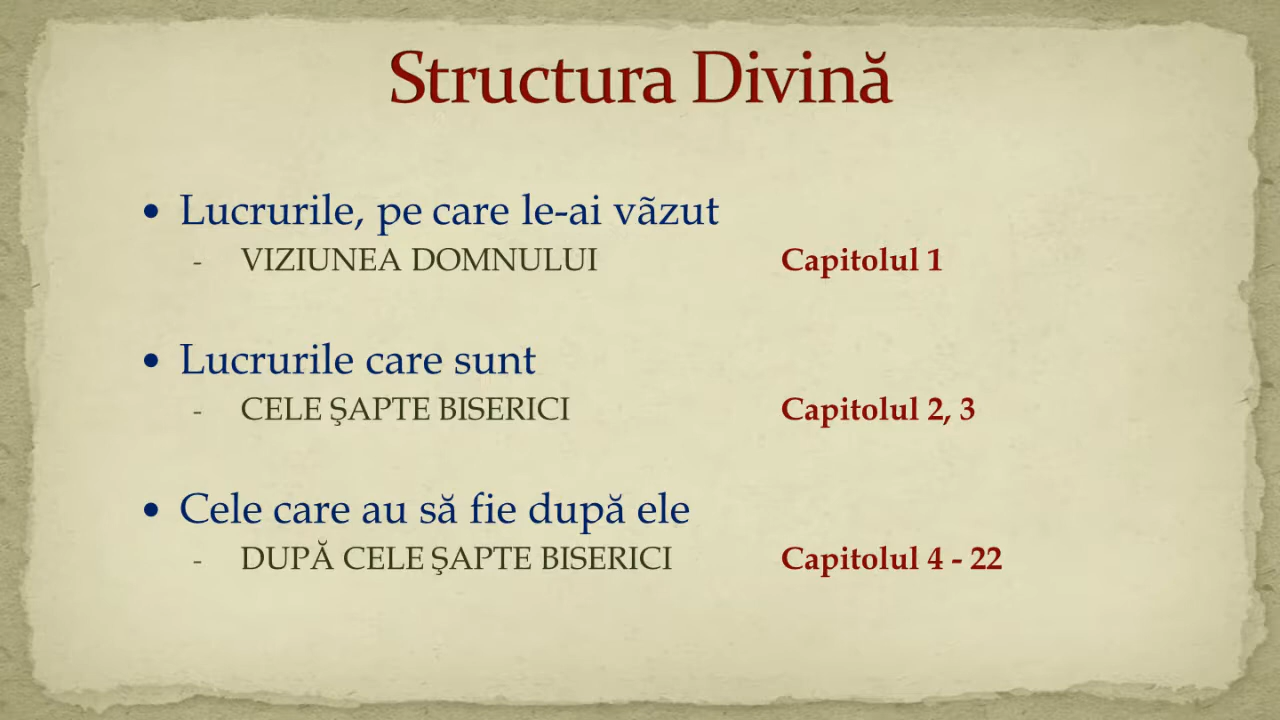 Structura Divină
• Lucrurile, pe care le-ai vãzut
- VIZIUNEA DOMNULUI Capitolul 1
• Lucrurile care sunt
- CELE ŞAPTE BISERICI Capitolul 2, 3
• Cele care au să fie după ele
- DUPĂ CELE ŞAPTE BISERICI Capitolul 4 - 22